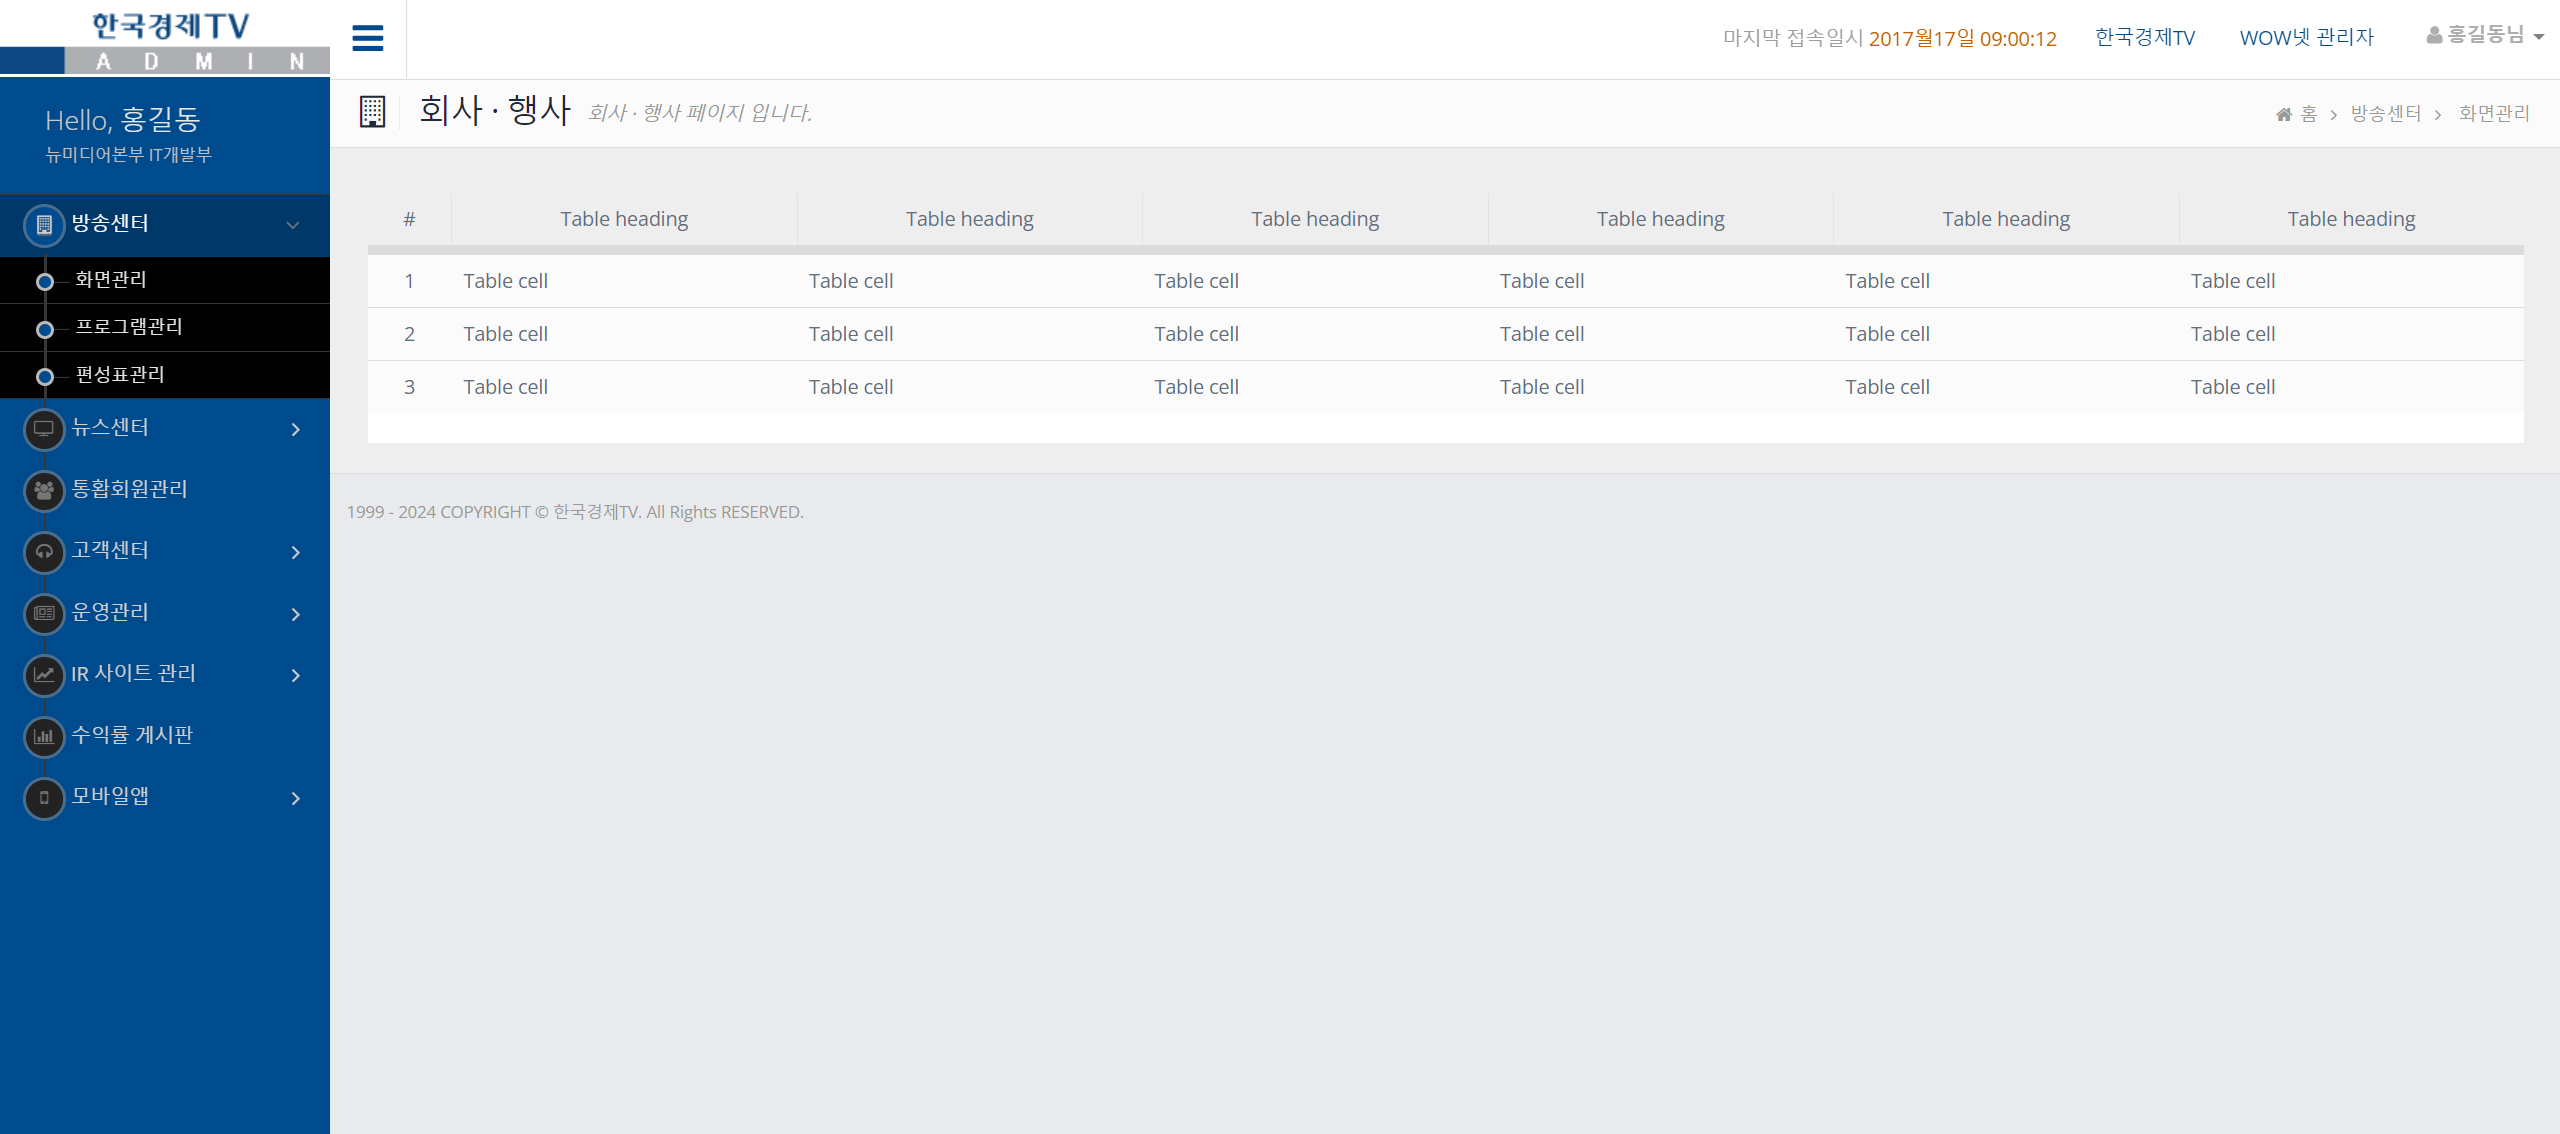 한국경제TV
ADMIN
마지막 접속일시 2017월17일 09:00:12 한국경제TV WOW넷 관리자 홍길동님
Hello, 홍길동
뉴미디어본부 IT개발부
회사 · 행사 회사 · 행사 페이지 입니다.
홈 > 방송센터 > 화면관리
방송센터
화면관리
프로그램관리
편성표관리
뉴스센터
통홥회원관리
고객센터
운영관리
IR 사이트 관리
수익률 게시판
모바일앱
# Table heading Table heading Table heading Table heading Table heading Table heading
1 Table cell Table cell Table cell Table cell Table cell Table cell
2 Table cell Table cell Table cell Table cell Table cell Table cell
3 Table cell Table cell Table cell Table cell Table cell Table cell
1999 - 2024 COPYRIGHT © 한국경제TV. All Rights RESERVED.